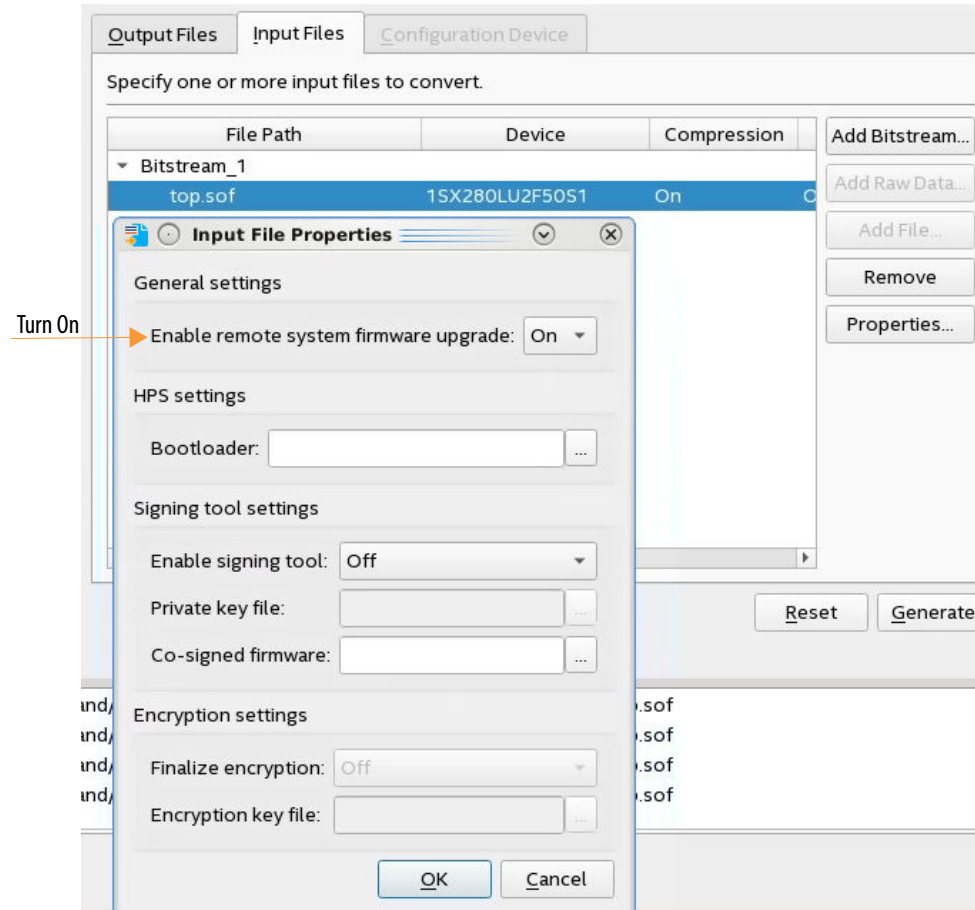 Output Files Input Files Configuration Device
Specify one or more input files to convert.
File Path Device Compression
Add Bitstream...
Bitstream_1
top.sof 1SX280LU2F50S1 On
Add Raw Data...
Input File Properties
Add File...
General settings
Remove
Turn On
Enable remote system firmware upgrade: On
Properties...
HPS settings
Bootloader: ...
Signing tool settings
Enable signing tool: Off
Private key file: ...
Reset Generate
Co-signed firmware: ...
and/ .sof
Encryption settings
and/ .sof
and/ .sof
Finalize encryption: Off
and/ .sof
Encryption key file: ...
OK Cancel